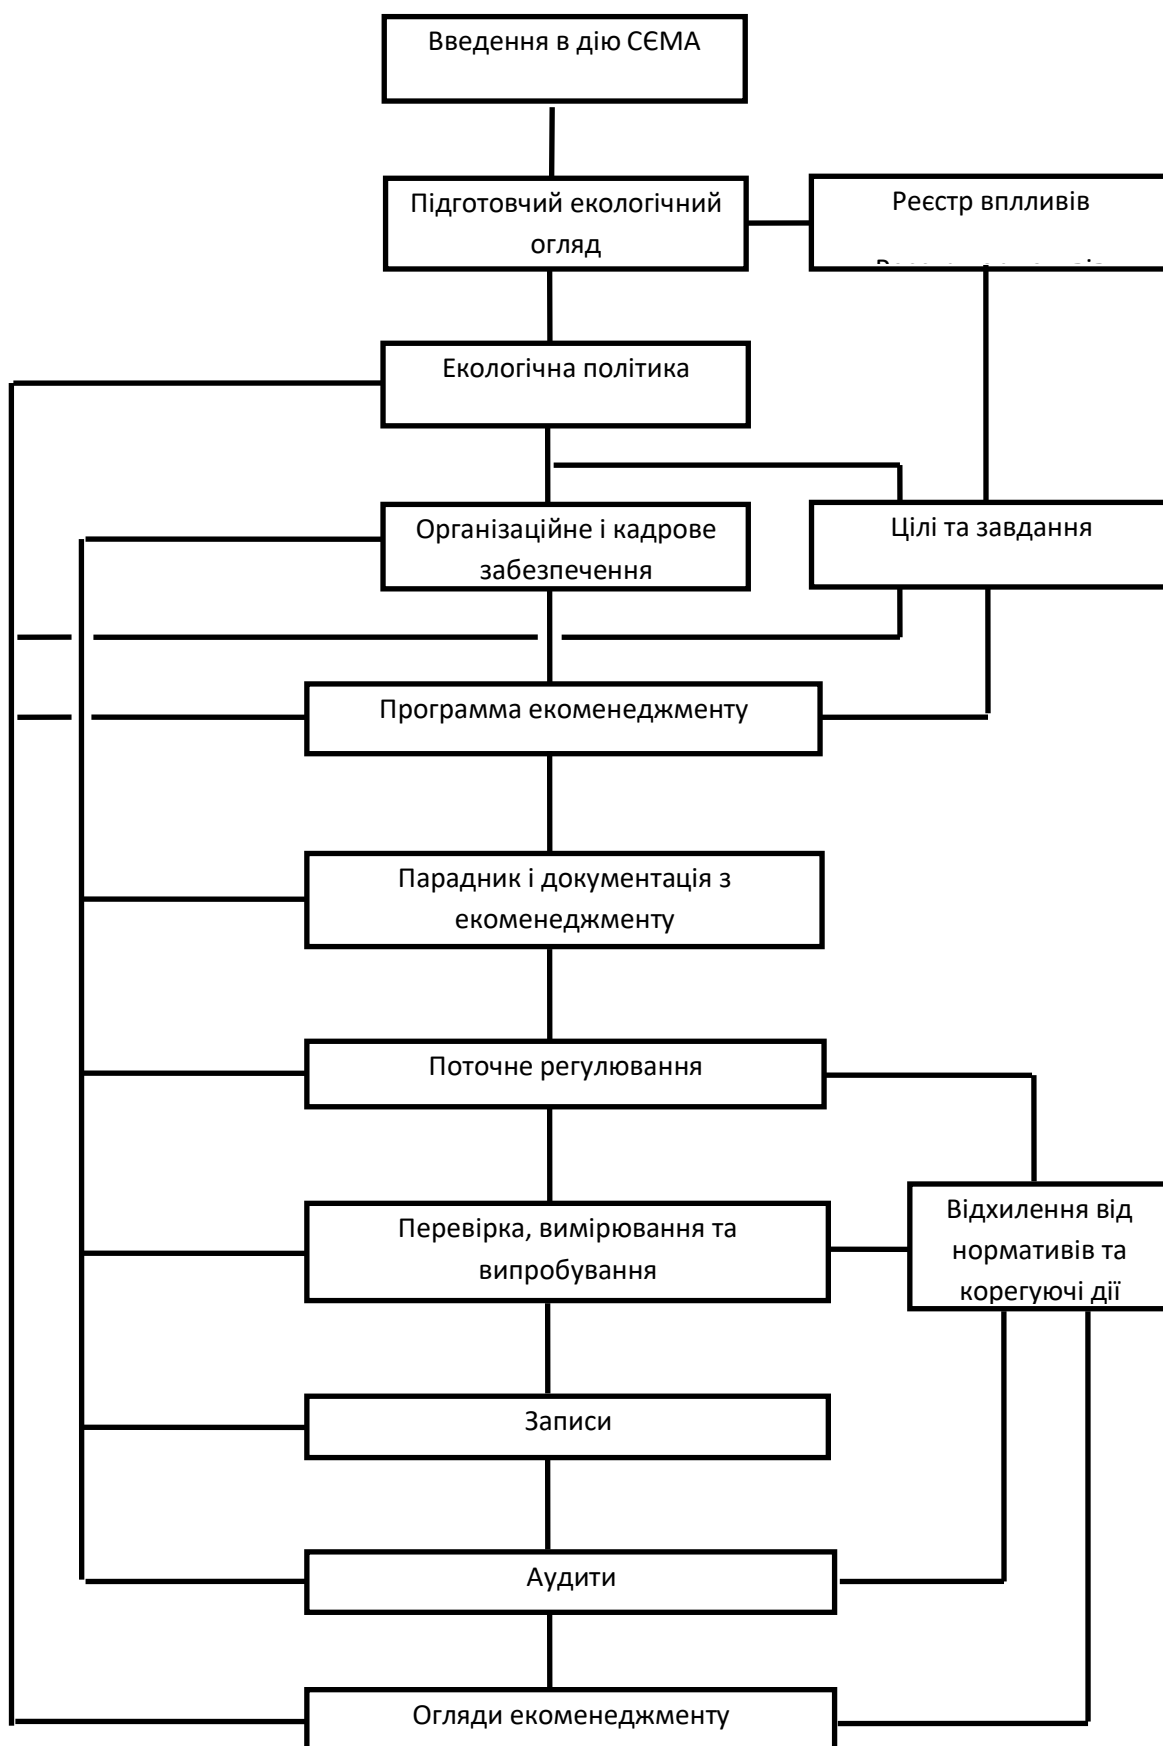 Введення в дію СЄМА
Підготовчий екологічний
огляд
Реєстр вплливів
Екологічна політика
Організаційне і кадрове
забезпечення
Цілі та завдання
Программа екоменеджменту
Парадник і документація з
екоменеджменту
Поточне регулювання
Перевірка, вимірювання та
випробування
Відхилення від
нормативів та
корегуючі дії
Записи
Аудити
Огляди екоменеджменту